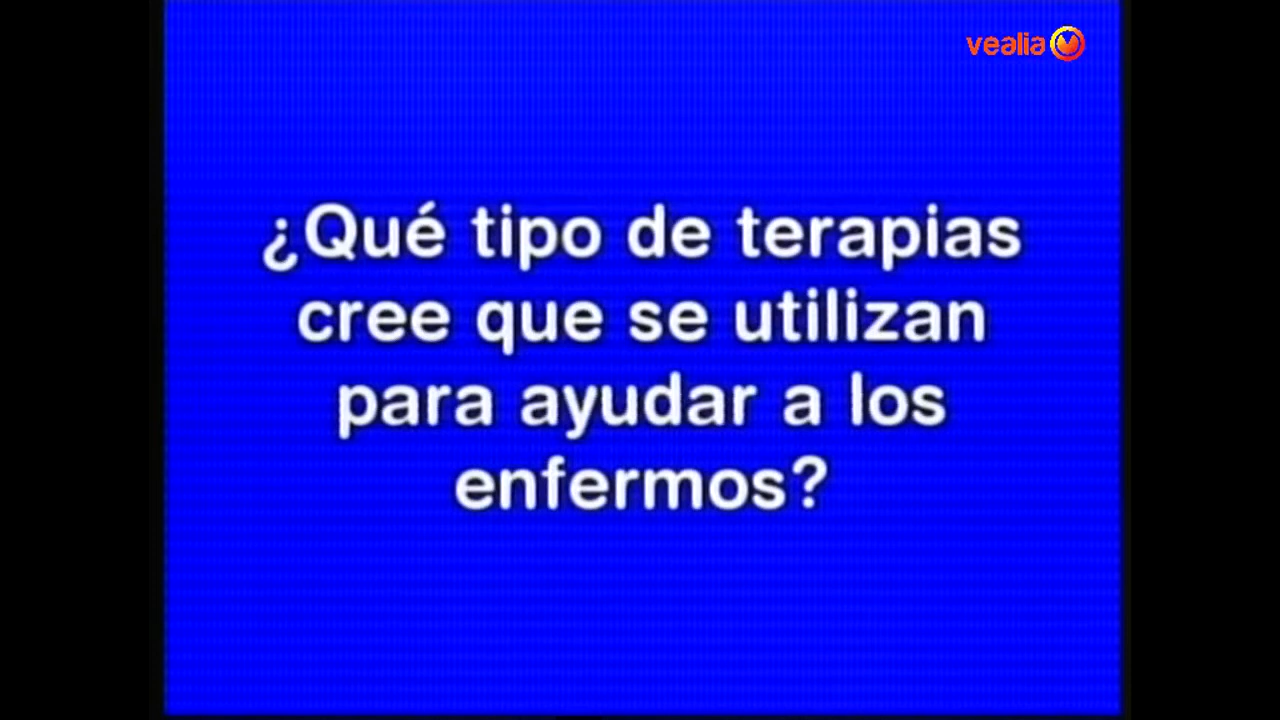 vealia
¿Qué tipo de terapias
cree que se utilizan
para ayudar a los
enfermos?